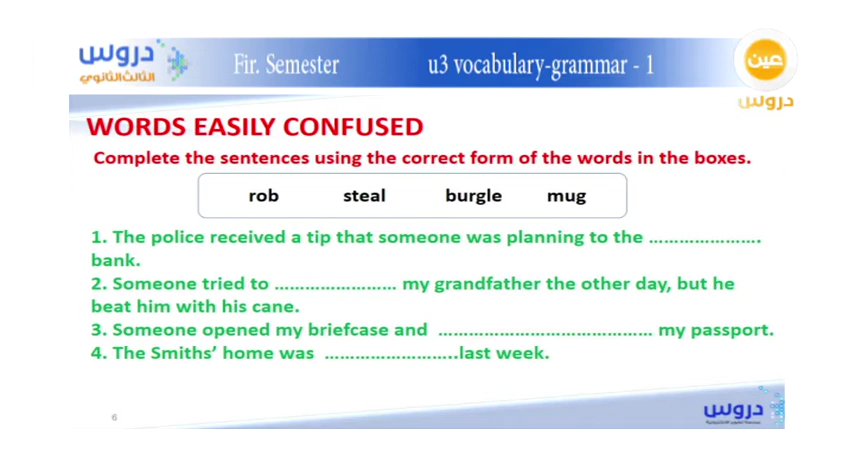 دروس
الثالث الثانوي
Fir. Semester u3 vocabulary-grammar - 1
عين
دروس
WORDS EASILY CONFUSED
Complete the sentences using the correct form of the words in the boxes.
rob steal burgle mug
1. The police received a tip that someone was planning to the ………………….
bank.
2. Someone tried to …………………… my grandfather the other day, but he
beat him with his cane.
3. Someone opened my briefcase and ……………………………………. my passport.
4. The Smiths’ home was ……………………..last week.
6
دروس